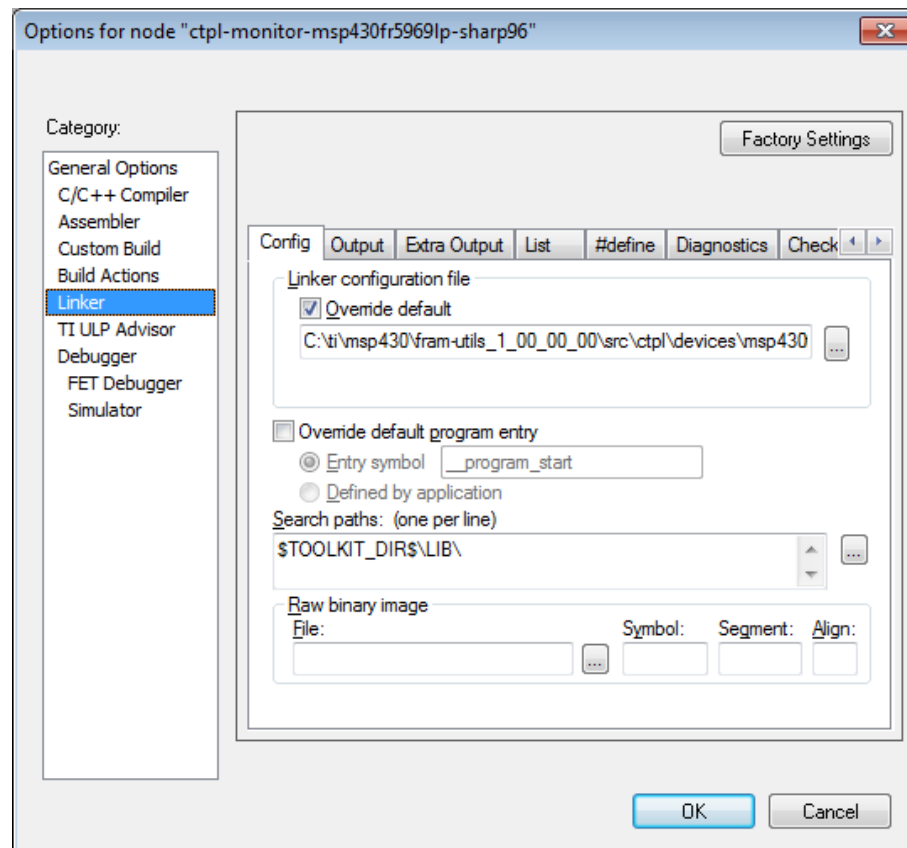 Options for node "ctpl-monitor-msp430fr5969lp-sharp96"
Category:
Factory Settings
General Options
C/C++ Compiler
Assembler
Custom Build
Build Actions
Linker
TI ULP Advisor
Debugger
FET Debugger
Simulator
Config Output Extra Output List #define Diagnostics Check
Linker configuration file
Override default
C:\ti\msp430\fram-utils_1_00_00_00\src\ctpl\devices\msp430
...
Override default program entry
Entry symbol __program_start
Defined by application
Search paths: (one per line)
$TOOLKIT_DIR$\LIB\
...
Raw binary image
File: Symbol: Segment: Align:
...
OK Cancel